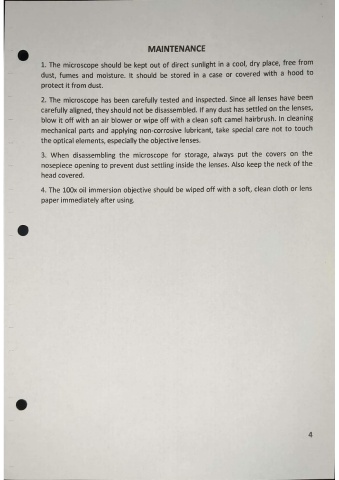 MAINTENANCE
1. The microscope should be kept out of direct sunlight in a cool, dry place, free from
dust, fumes and moisture. It should be stored in a case or covered with a hood to
protect it from dust.
2. The microscope has been carefully tested and inspected. Since all lenses have been
carefully aligned, they should not be disassembled. If any dust has settled on the lenses,
blow it off with an air blower or wipe off with a clean soft camel hairbrush. In cleaning
mechanical parts and applying non-corrosive lubricant, take special care not to touch
the optical elements, especially the objective lenses.
3. When disassembling the microscope for storage, always put the covers on the
nosepiece opening to prevent dust settling inside the lenses. Also keep the neck of the
head covered.
4. The 100x oil immersion objective should be wiped off with a soft, clean cloth or lens
paper immediately after using.
4